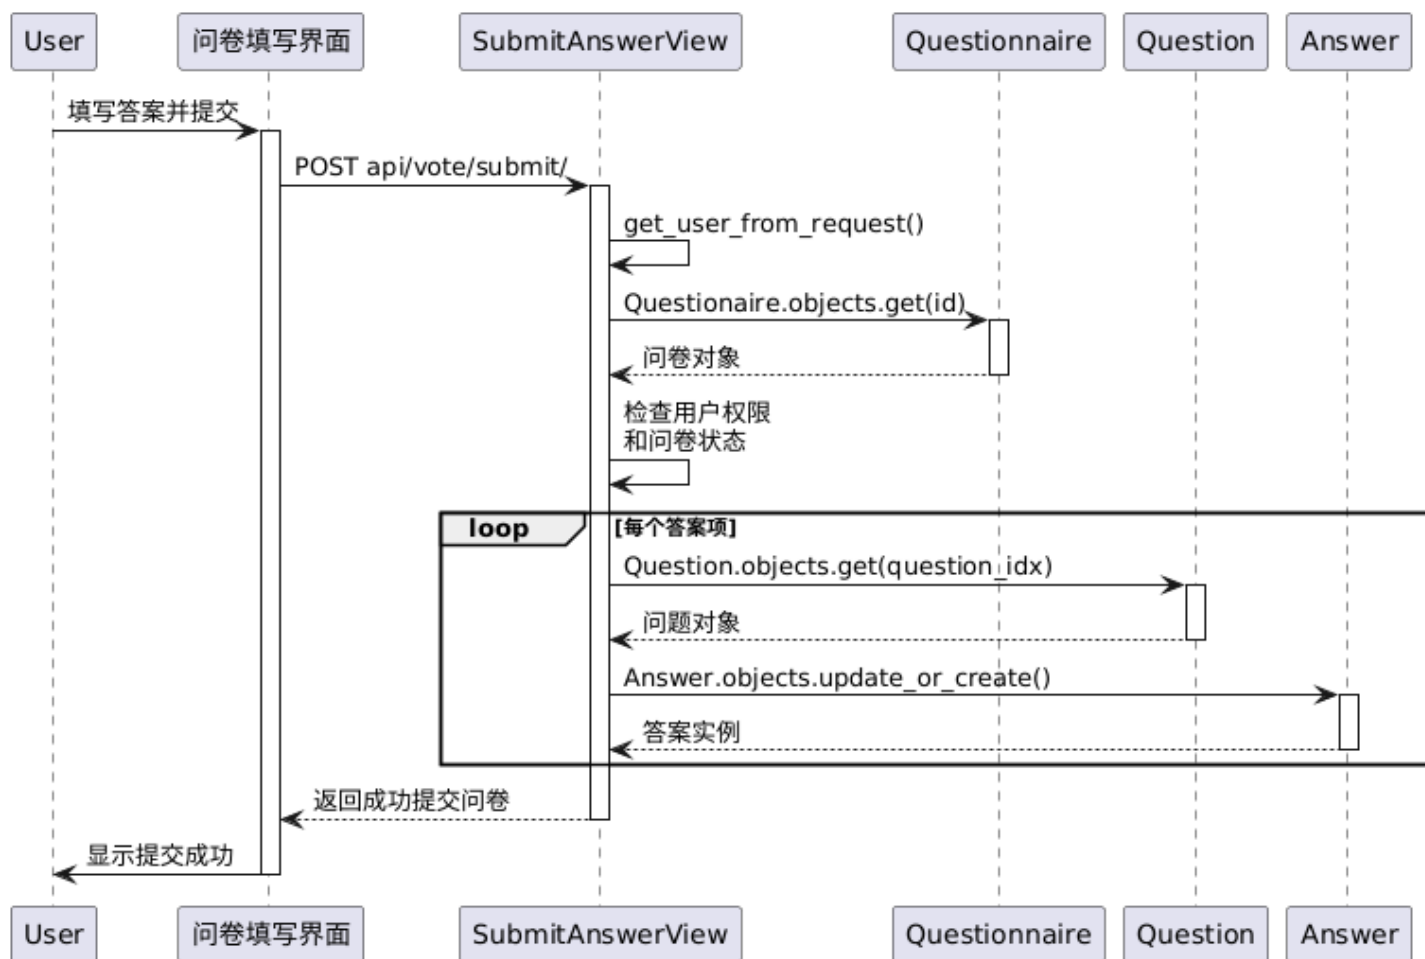 User
问卷填写界面
SubmitAnswerView
Questionnaire
Question
Answer
填写答案并提交
POST api/vote/submit/
get_user_from_request()
Questionaire.objects.get(id)
问卷对象
检查用户权限
和问卷状态
loop
[每个答案项]
Question.objects.get(question_idx)
问题对象
Answer.objects.update_or_create()
答案实例
返回成功提交问卷
显示提交成功
User
问卷填写界面
SubmitAnswerView
Questionnaire
Question
Answer